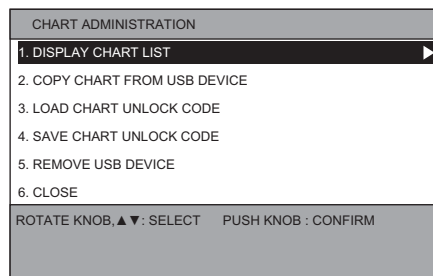 CHART ADMINISTRATION
1. DISPLAY CHART LIST
2. COPY CHART FROM USB DEVICE
3. LOAD CHART UNLOCK CODE
4. SAVE CHART UNLOCK CODE
5. REMOVE USB DEVICE
6. CLOSE
ROTATE KNOB,▲▼: SELECT PUSH KNOB : CONFIRM